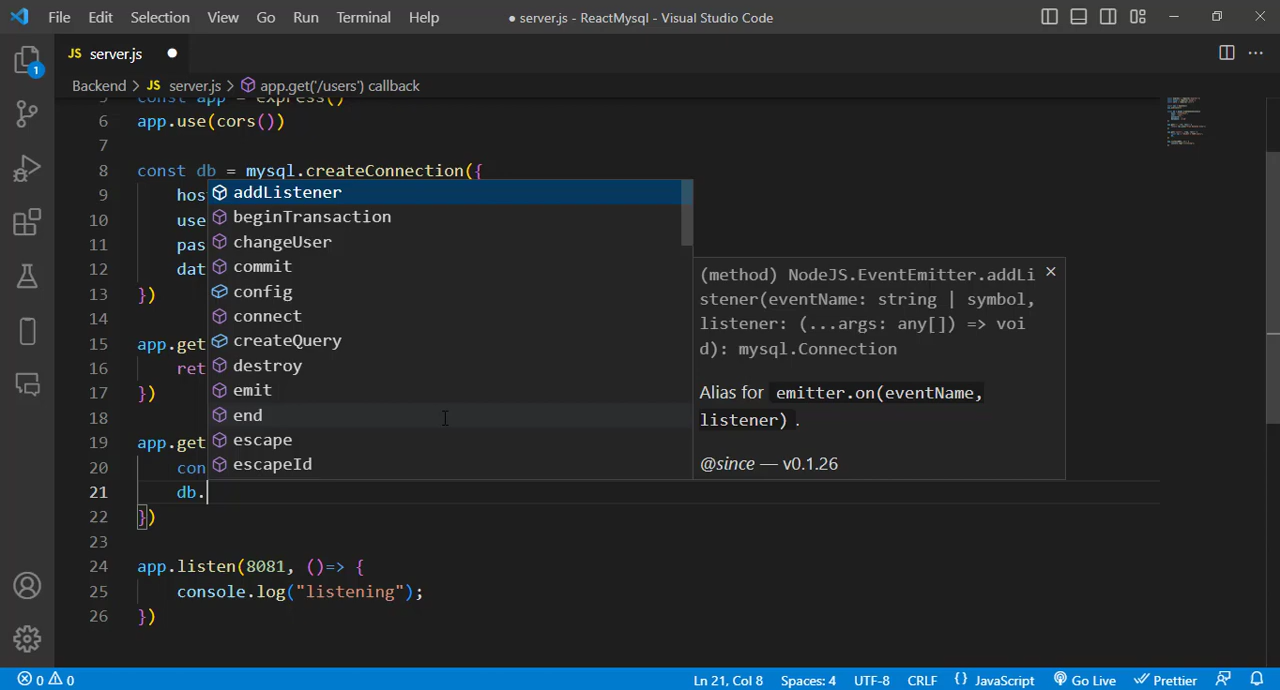 File Edit Selection View Go Run Terminal Help ● server.js - ReactMysql - Visual Studio Code
JS server.js ●
1
Backend > JS server.js > app.get('/users') callback
5 const app = express()
6 app.use(cors())
7
8 const db = mysql.createConnection({
9 hos
10 use
11 pas
12 dat
13 })
14
15 app.get
16 ret
17 })
18
19 app.get
20 con
21 db.
22 })
23
24 app.listen(8081, ()=> {
25 console.log("listening");
26 })
addListener
beginTransaction
changeUser
commit
config
connect
createQuery
destroy
emit
end
escape
escapeId
(method) NodeJS.EventEmitter.addLi
stener(eventName: string | symbol,
listener: (...args: any[]) => voi
d): mysql.Connection
Alias for emitter.on(eventName,
listener) .
@since — v0.1.26
0 0 Ln 21, Col 8 Spaces: 4 UTF-8 CRLF {} JavaScript Go Live Prettier